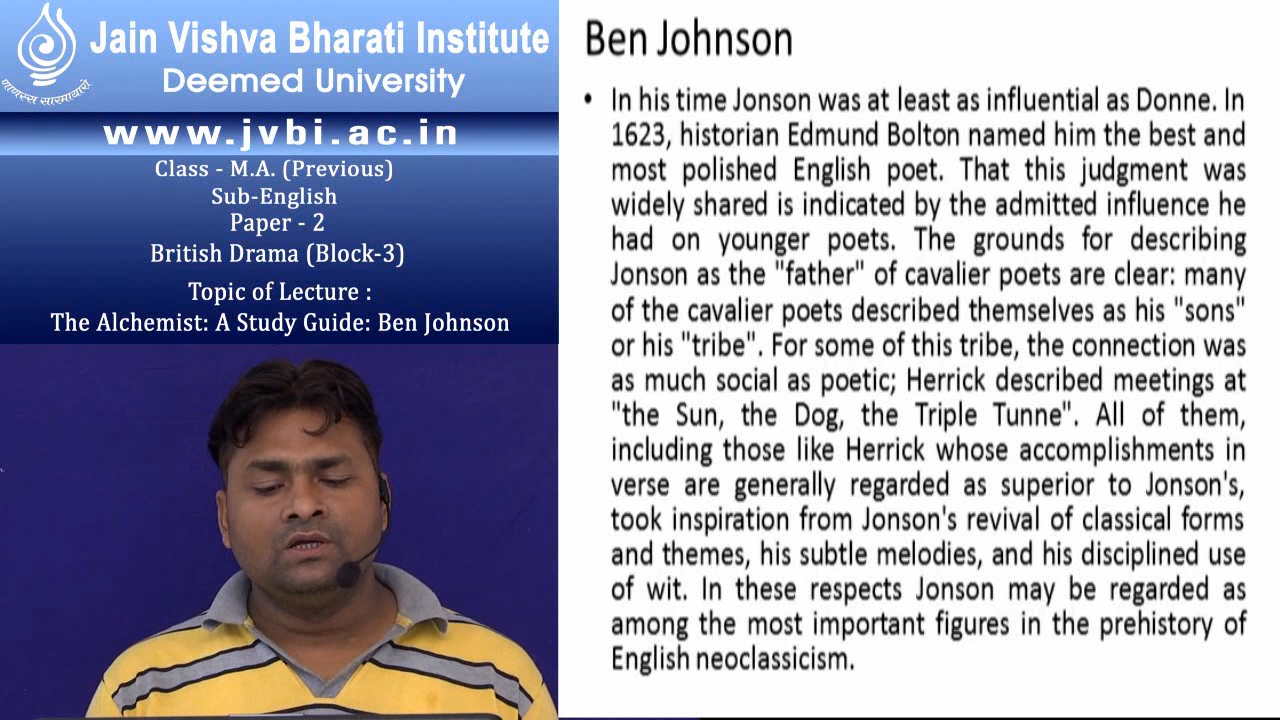 Jain Vishva Bharati Institute
Deemed University
णाणस्स सारमायारो
www.jvbi.ac.in
Class - M.A. (Previous)
Sub-English
Paper - 2
British Drama (Block-3)
Topic of Lecture :
The Alchemist: A Study Guide: Ben Johnson
Ben Johnson
• In his time Jonson was at least as influential as Donne. In
1623, historian Edmund Bolton named him the best and
most polished English poet. That this judgment was
widely shared is indicated by the admitted influence he
had on younger poets. The grounds for describing
Jonson as the "father" of cavalier poets are clear: many
of the cavalier poets described themselves as his "sons"
or his "tribe". For some of this tribe, the connection was
as much social as poetic; Herrick described meetings at
"the Sun, the Dog, the Triple Tunne". All of them,
including those like Herrick whose accomplishments in
verse are generally regarded as superior to Jonson's,
took inspiration from Jonson's revival of classical forms
and themes, his subtle melodies, and his disciplined use
of wit. In these respects Jonson may be regarded as
among the most important figures in the prehistory of
English neoclassicism.